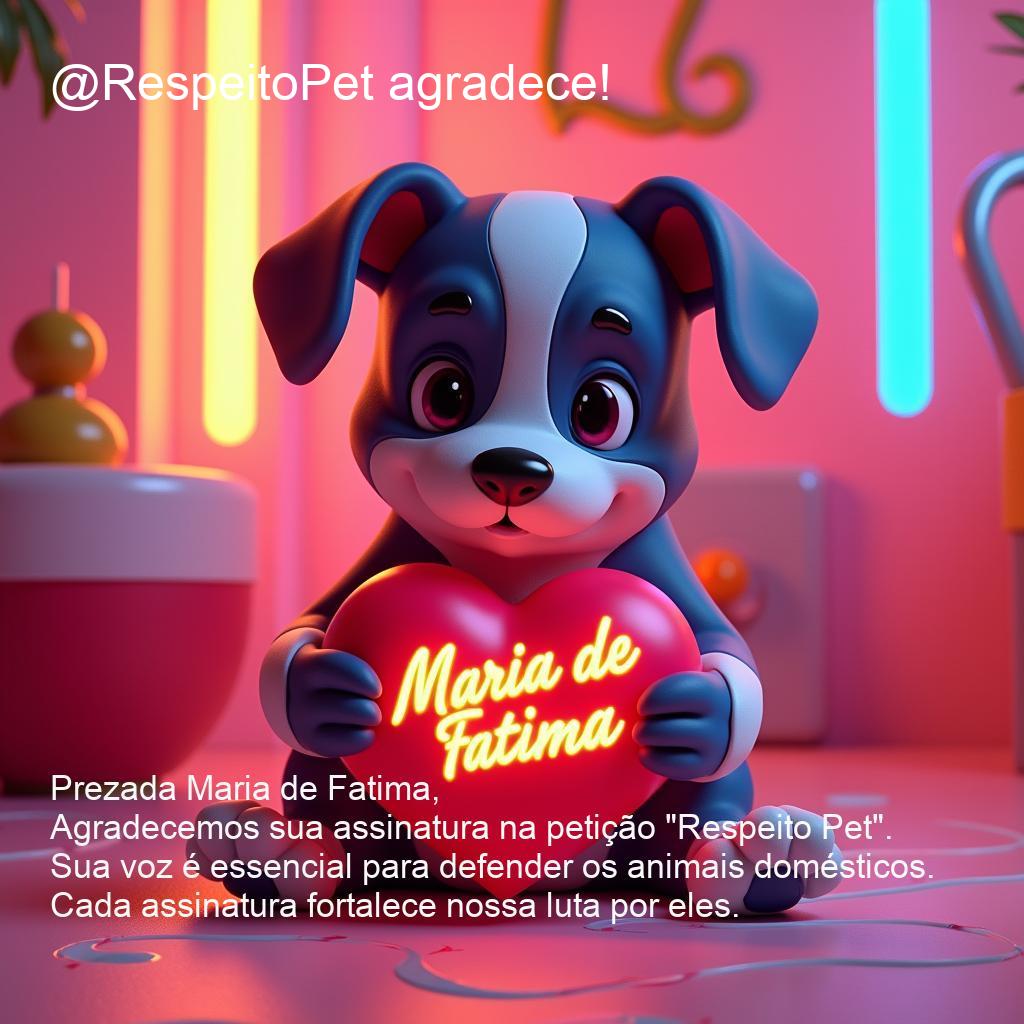 @RespeitoPet agradece!
Maria de
Fatima
Prezada Maria de Fatima,
Agradecemos sua assinatura na petição "Respeito Pet".
Sua voz é essencial para defender os animais domésticos.
Cada assinatura fortalece nossa luta por eles.